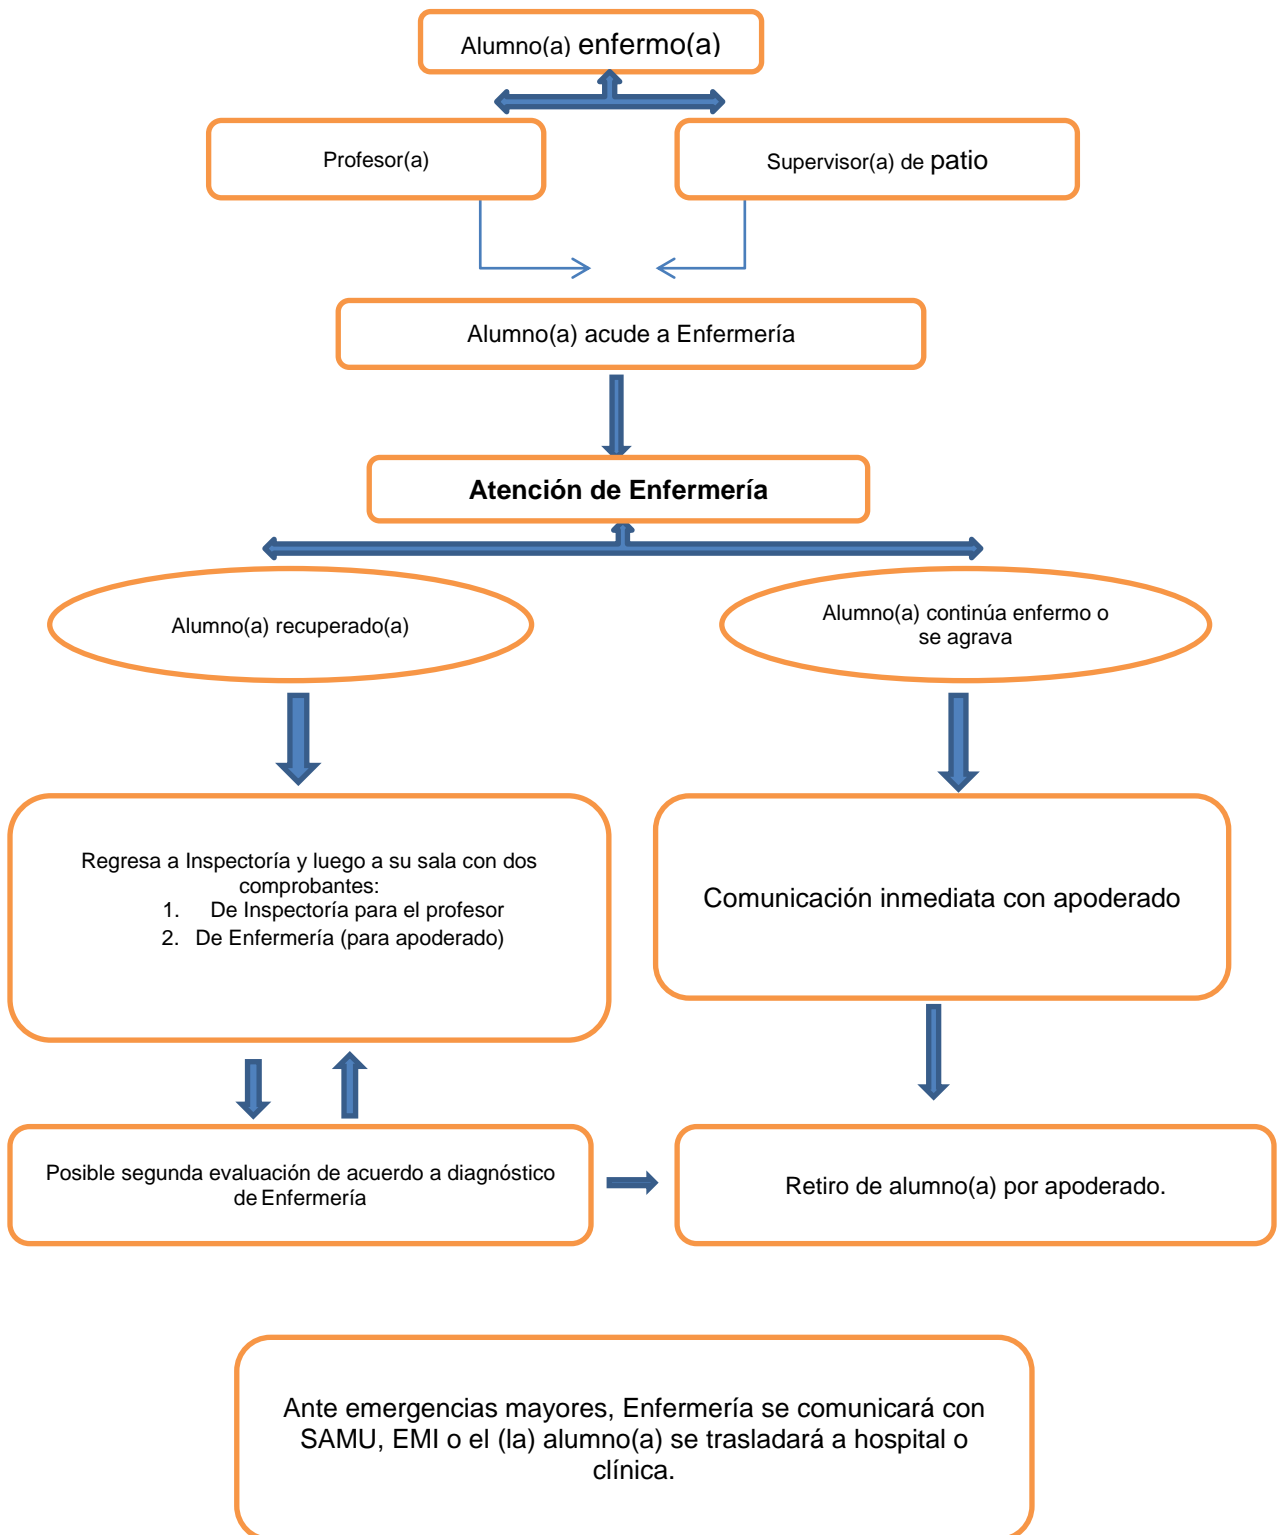 Alumno(a) enfermo(a)
Profesor(a)
Supervisor(a) de patio
Alumno(a) acude a Enfermería
Atención de Enfermería
Alumno(a) recuperado(a)
Alumno(a) continúa enfermo o
se agrava
Regresa a Inspectoría y luego a su sala con dos
comprobantes:
1. De Inspectoría para el profesor
2. De Enfermería (para apoderado)
Comunicación inmediata con apoderado
Posible segunda evaluación de acuerdo a diagnóstico
de Enfermería
Retiro de alumno(a) por apoderado.
Ante emergencias mayores, Enfermería se comunicará con
SAMU, EMI o el (la) alumno(a) se trasladará a hospital o
clínica.